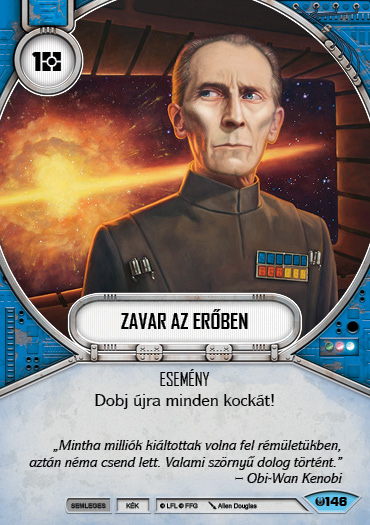 1
ZAVAR AZ ERŐBEN
ESEMÉNY
Dobj újra minden kockát!
„Mintha milliók kiáltottak volna fel rémületükben,
aztán néma csend lett. Valami szörnyű dolog történt.”
– Obi-Wan Kenobi
SEMLEGES KÉK © LFL © FFG Allen Douglas 148